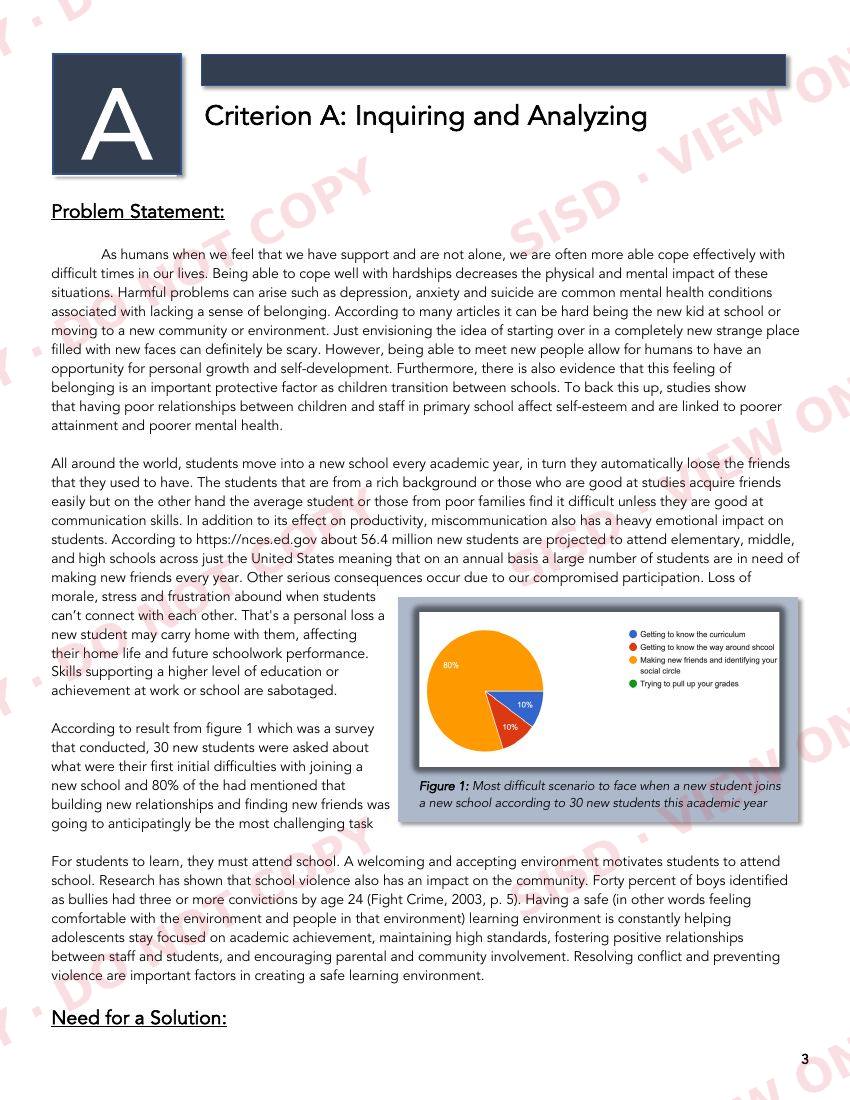 A
Criterion A: Inquiring and Analyzing
Problem Statement:
As humans when we feel that we have support and are not alone, we are often more able cope effectively with
difficult times in our lives. Being able to cope well with hardships decreases the physical and mental impact of these
situations. Harmful problems can arise such as depression, anxiety and suicide are common mental health conditions
associated with lacking a sense of belonging. According to many articles it can be hard being the new kid at school or
moving to a new community or environment. Just envisioning the idea of starting over in a completely new strange place
filled with new faces can definitely be scary. However, being able to meet new people allow for humans to have an
opportunity for personal growth and self-development. Furthermore, there is also evidence that this feeling of
belonging is an important protective factor as children transition between schools. To back this up, studies show
that having poor relationships between children and staff in primary school affect self-esteem and are linked to poorer
attainment and poorer mental health.
All around the world, students move into a new school every academic year, in turn they automatically loose the friends
that they used to have. The students that are from a rich background or those who are good at studies acquire friends
easily but on the other hand the average student or those from poor families find it difficult unless they are good at
communication skills. In addition to its effect on productivity, miscommunication also has a heavy emotional impact on
students. According to https://nces.ed.gov about 56.4 million new students are projected to attend elementary, middle,
and high schools across just the United States meaning that on an annual basis a large number of students are in need of
making new friends every year. Other serious consequences occur due to our compromised participation. Loss of
morale, stress and frustration abound when students
can't connect with each other. That's a personal loss a
new student may carry home with them, affecting
their home life and future schoolwork performance.
Skills supporting a higher level of education or
achievement at work or school are sabotaged.
According to result from figure 1 which was a survey
that conducted, 30 new students were asked about
what were their first initial difficulties with joining a
new school and 80% of the had mentioned that
building new relationships and finding new friends was
going to anticipatingly be the most challenging task
80%
10%
10%
Getting to know the curriculum
Getting to know the way around shcool
Making new friends and identifying your
social circle
Trying to pull up your grades
Figure 1: Most difficult scenario to face when a new student joins
a new school according to 30 new students this academic year
For students to learn, they must attend school. A welcoming and accepting environment motivates students to attend
school. Research has shown that school violence also has an impact on the community. Forty percent of boys identified
as bullies had three or more convictions by age 24 (Fight Crime, 2003, p. 5). Having a safe (in other words feeling
comfortable with the environment and people in that environment) learning environment is constantly helping
adolescents stay focused on academic achievement, maintaining high standards, fostering positive relationships
between staff and students, and encouraging parental and community involvement. Resolving conflict and preventing
violence are important factors in creating a safe learning environment.
Need for a Solution:
3
SISD · VIEW ON
Y · DO NOT COPY
SISD · VIEW ON
Y · DO NOT COPY
SISD · VIEW ON
Y · DO NOT COPY